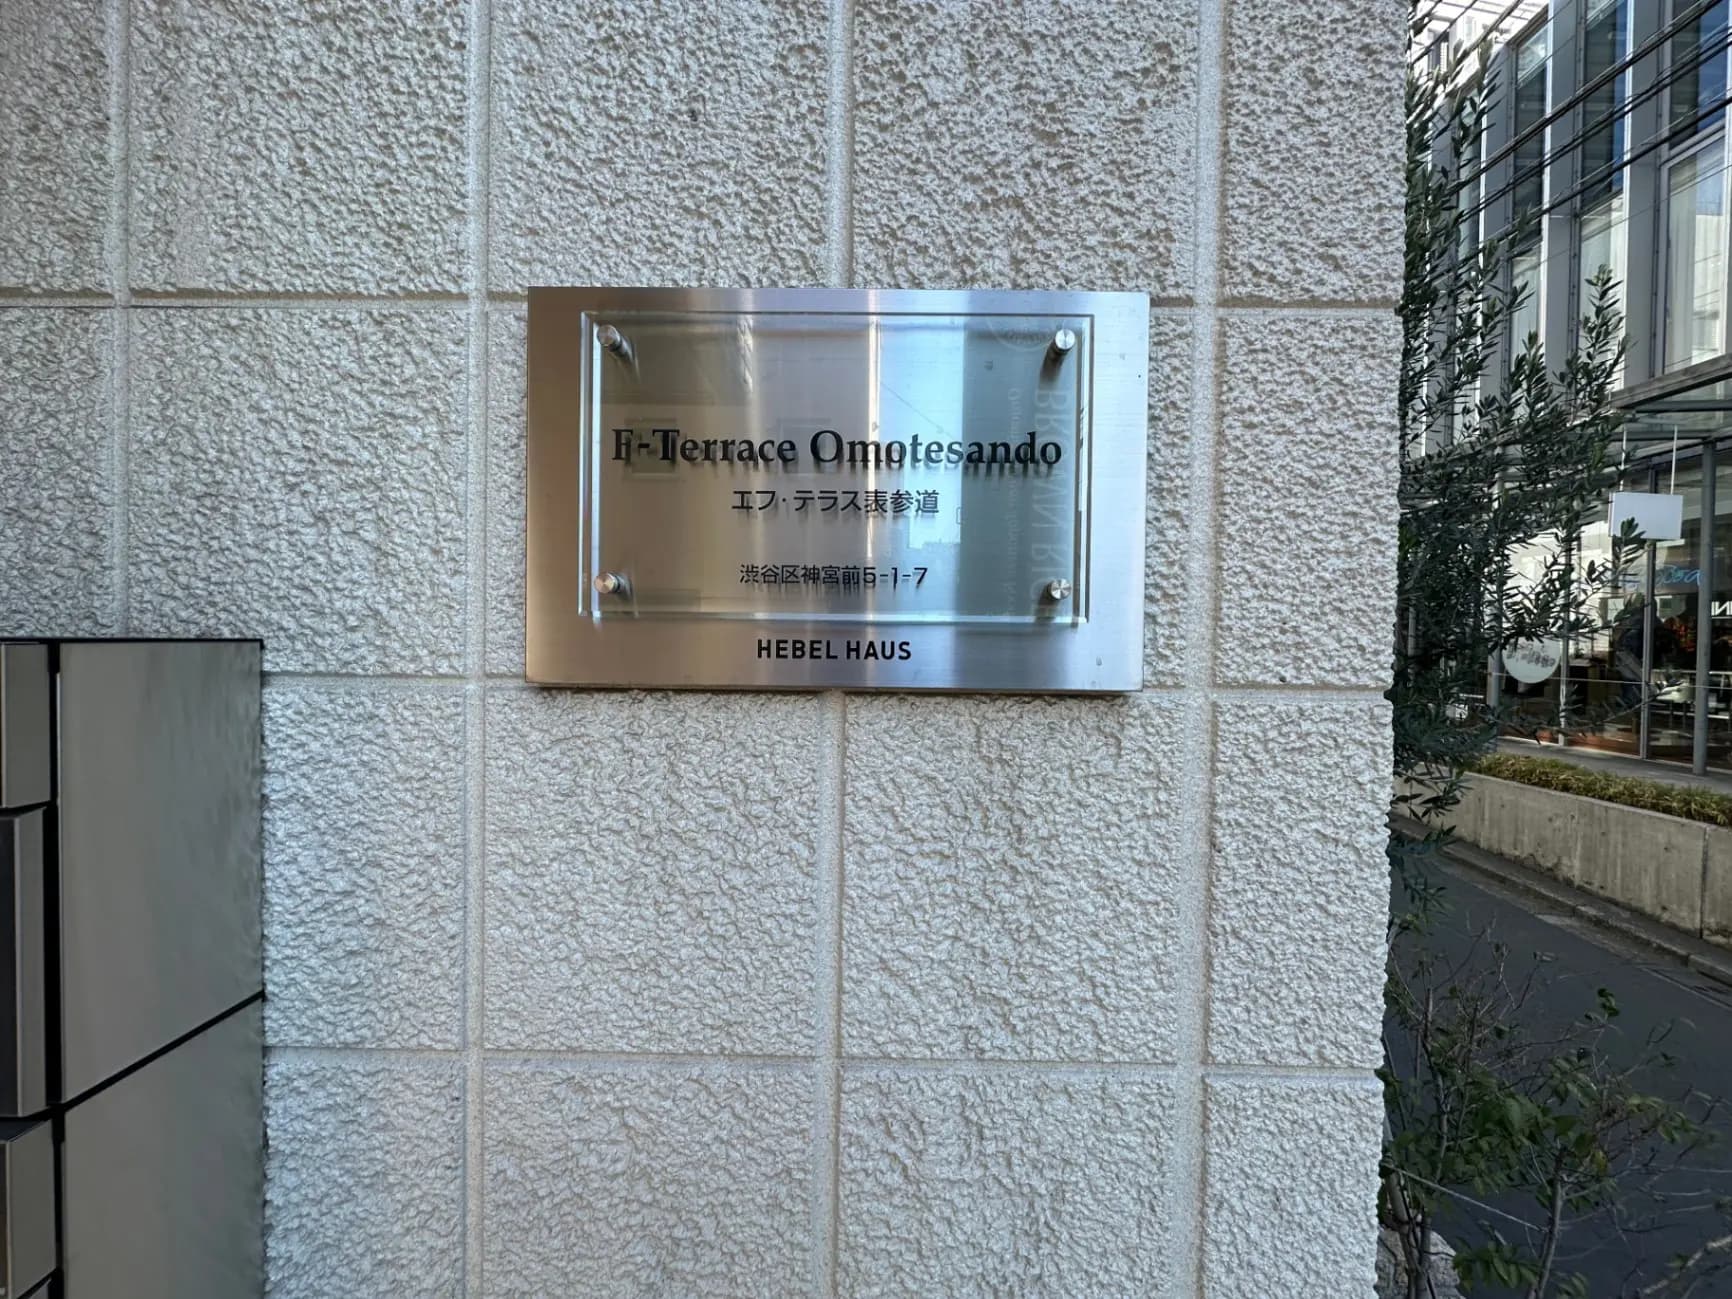 F-Terrace Omotesando
エフ・テラス表参道
渋谷区神宮前5-1-7
HEBEL HAUS